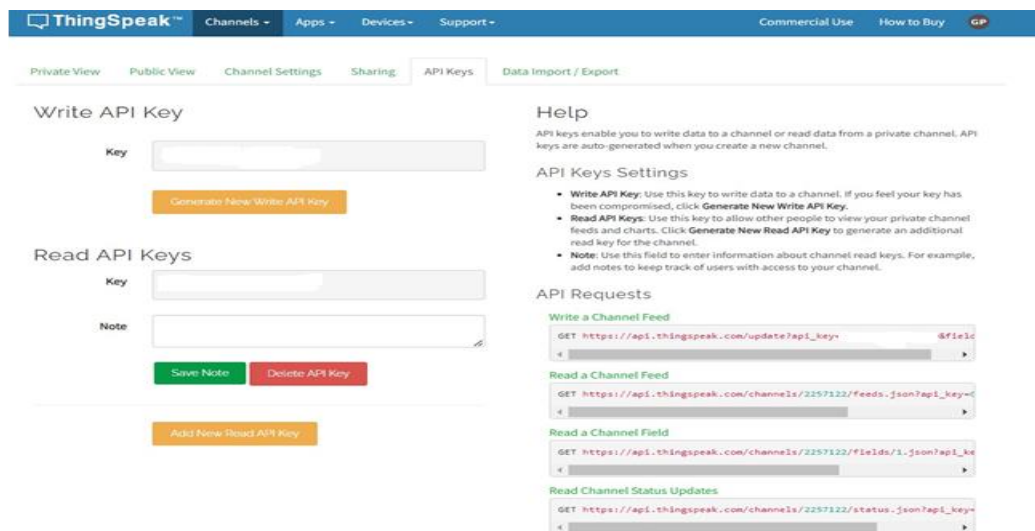 ThingSpeak™ Channels Apps Devices Support Commercial Use How to Buy GP
Private View Public View Channel Settings Sharing API Keys Data Import / Export
Write API Key
Key
Generate New Write API Key
Read API Keys
Key
Note
Save Note Delete API Key
Add New Read API Key
Help
API keys enable you to write data to a channel or read data from a private channel. API
keys are auto-generated when you create a new channel.
API Keys Settings
• Write API Key: Use this key to write data to a channel. If you feel your key has
been compromised, click Generate New Write API Key.
• Read API Keys: Use this key to allow other people to view your private channel
feeds and charts. Click Generate New Read API Key to generate an additional
read key for the channel.
• Note: Use this field to enter information about channel read keys. For example,
add notes to keep track of users with access to your channel.
API Requests
Write a Channel Feed
GET https://api.thingspeak.com/update?api_key= &field
Read a Channel Feed
GET https://api.thingspeak.com/channels/2257122/feeds.json?api_key=
Read a Channel Field
GET https://api.thingspeak.com/channels/2257122/fields/1.json?api_ke
Read Channel Status Updates
GET https://api.thingspeak.com/channels/2257122/status.json?api_key=